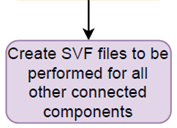 Create SVF files to be
performed for all
other connected
components